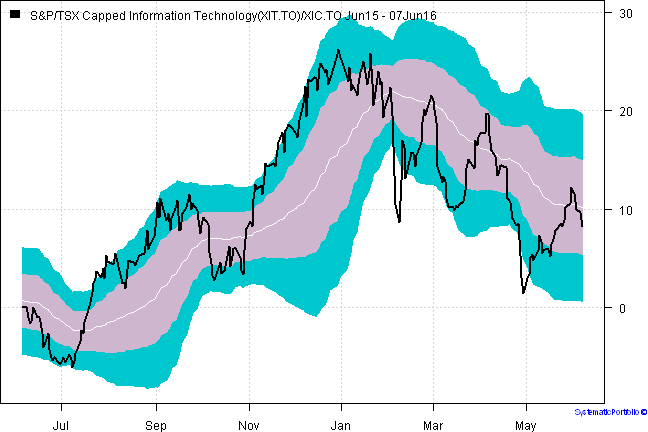 S&P/TSX Capped Information Technology(XIT.TO)/XIC.TO Jun15 - 07Jun16
30
20
10
0
Jul Sep Nov Jan Mar May
SystematicPortfolio ©